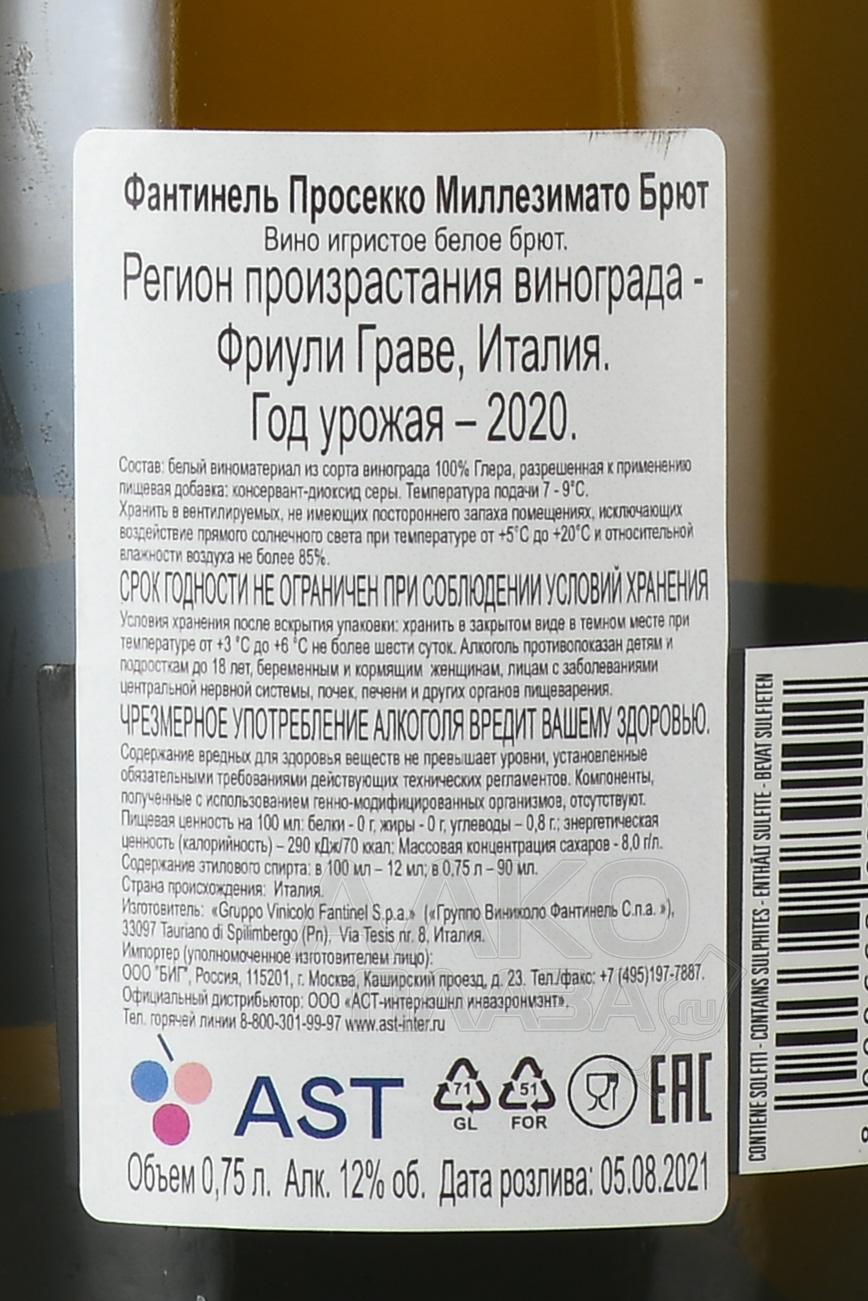 Фантинель Просекко Миллезимато Брют
Вино игристое белое брют.
Регион произрастания винограда -
Фриули Граве, Италия.
Год урожая – 2020.
Состав: белый виноматериал из сорта винограда 100% Глера, разрешенная к применению
пищевая добавка: консервант-диоксид серы. Температура подачи 7 - 9°С.
Хранить в вентилируемых, не имеющих постороннего запаха помещениях, исключающих
воздействие прямого солнечного света при температуре от +5°С до +20°С и относительной
влажности воздуха не более 85%.
СРОК ГОДНОСТИ НЕ ОГРАНИЧЕН ПРИ СОБЛЮДЕНИИ УСЛОВИЙ ХРАНЕНИЯ
Условия хранения после вскрытия упаковки: хранить в закрытом виде в темном месте при
температуре от +3 °С до +6 °С не более шести суток. Алкоголь противопоказан детям и
подросткам до 18 лет, беременным и кормящим женщинам, лицам с заболеваниями
центральной нервной системы, почек, печени и других органов пищеварения.
ЧРЕЗМЕРНОЕ УПОТРЕБЛЕНИЕ АЛКОГОЛЯ ВРЕДИТ ВАШЕМУ ЗДОРОВЬЮ.
Содержание вредных для здоровья веществ не превышает уровни, установленные
обязательными требованиями действующих технических регламентов. Компоненты,
полученные с использованием генно-модифицированных организмов, отсутствуют.
Пищевая ценность на 100 мл: белки - 0 г, жиры - 0 г, углеводы – 0,8 г.; энергетическая
ценность (калорийность) – 290 кДж/70 ккал; Массовая концентрация сахаров - 8,0 г/л.
Содержание этилового спирта: в 100 мл – 12 мл; в 0,75 л – 90 мл.
Страна происхождения: Италия.
Изготовитель: «Gruppo Vinicolo Fantinel S.p.a.» («Группо Виниколо Фантинель С.п.а. »),
33097 Tauriano di Spilimbergo (Pn), Via Tesis nr. 8, Италия.
Импортер (уполномоченное изготовителем лицо):
ООО "БИГ", Россия, 115201, г. Москва, Каширский проезд, д. 23. Тел./факс: +7 (495)197-7887.
Официальный дистрибьютор: ООО «АСТ-интернэшнл инваэронмэнт»,
Тел. горячей линии 8-800-301-99-97 www.ast-inter.ru
AST
71
GL
51
FOR
EAC
Объем 0,75 л. Алк. 12% об. Дата розлива: 05.08.2021
CONTIENE SOLFITI - CONTAINS SULPHITES - ENTHÄLT SULFITE - BEVAT SULFIETEN
АЛКО
ПЛАЗА.ru